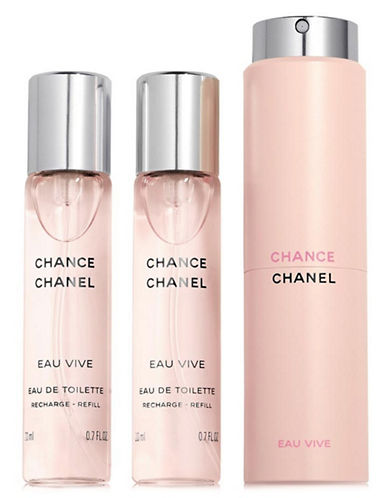 CHANCE
CHANEL
EAU VIVE
EAU DE TOILETTE
RECHARGE - REFILL
0.7 FL.OZ
CHANCE
CHANEL
EAU VIVE
EAU DE TOILETTE
RECHARGE - REFILL
0.7 FL.OZ
CHANCE
CHANEL
EAU VIVE